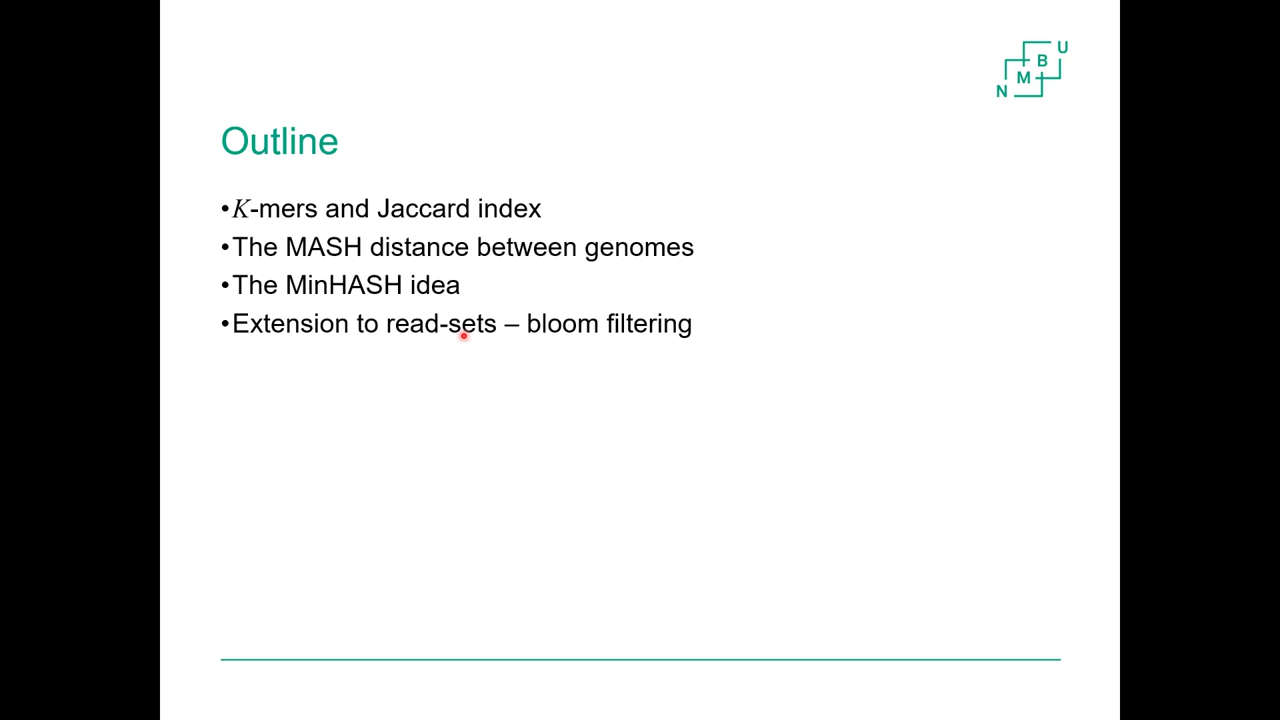 N M B U
Outline
•K-mers and Jaccard index
•The MASH distance between genomes
•The MinHASH idea
•Extension to read-sets – bloom filtering